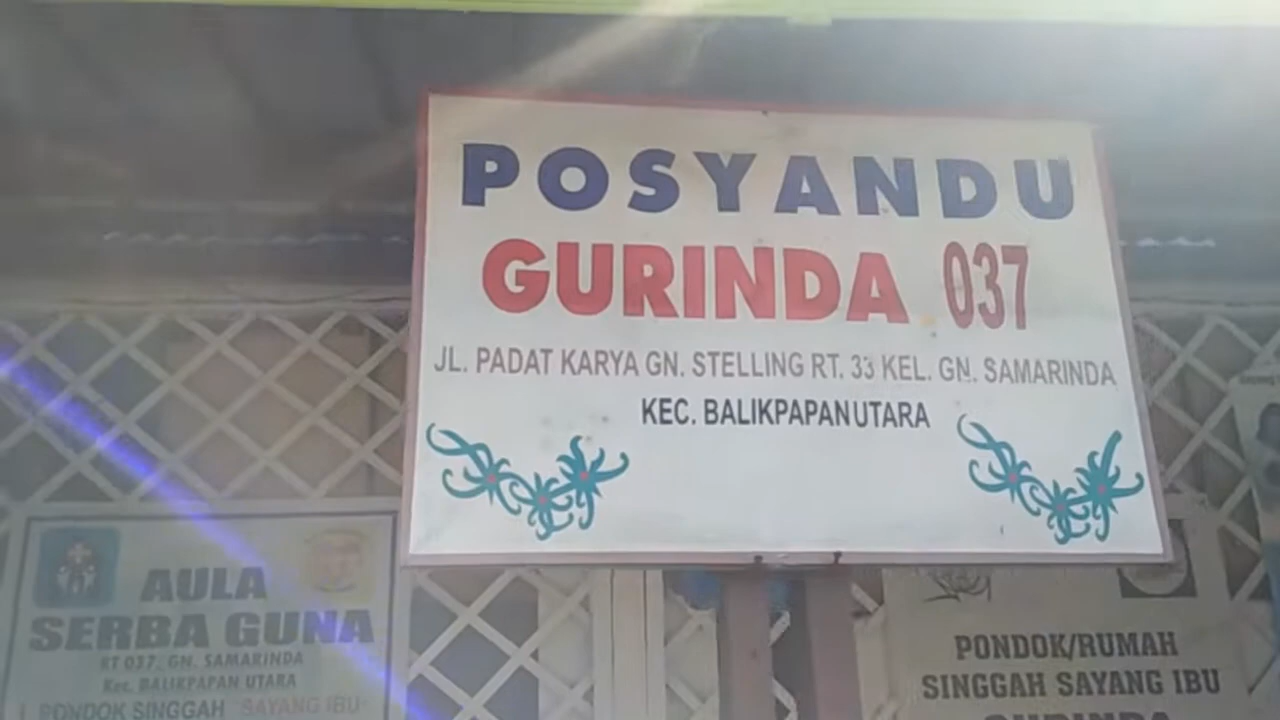 POSYANDU
GURINDA 037
JL. PADAT KARYA GN. STELLING RT. 33 KEL. GN. SAMARINDA
KEC. BALIKPAPAN UTARA
AULA
SERBA GUNA
RT 037, GN. SAMARINDA
Kec. BALIKPAPAN UTARA
PONDOK SINGGAH SAYANG IBU
PONDOK/RUMAH
SINGGAH SAYANG IBU
GURINDA